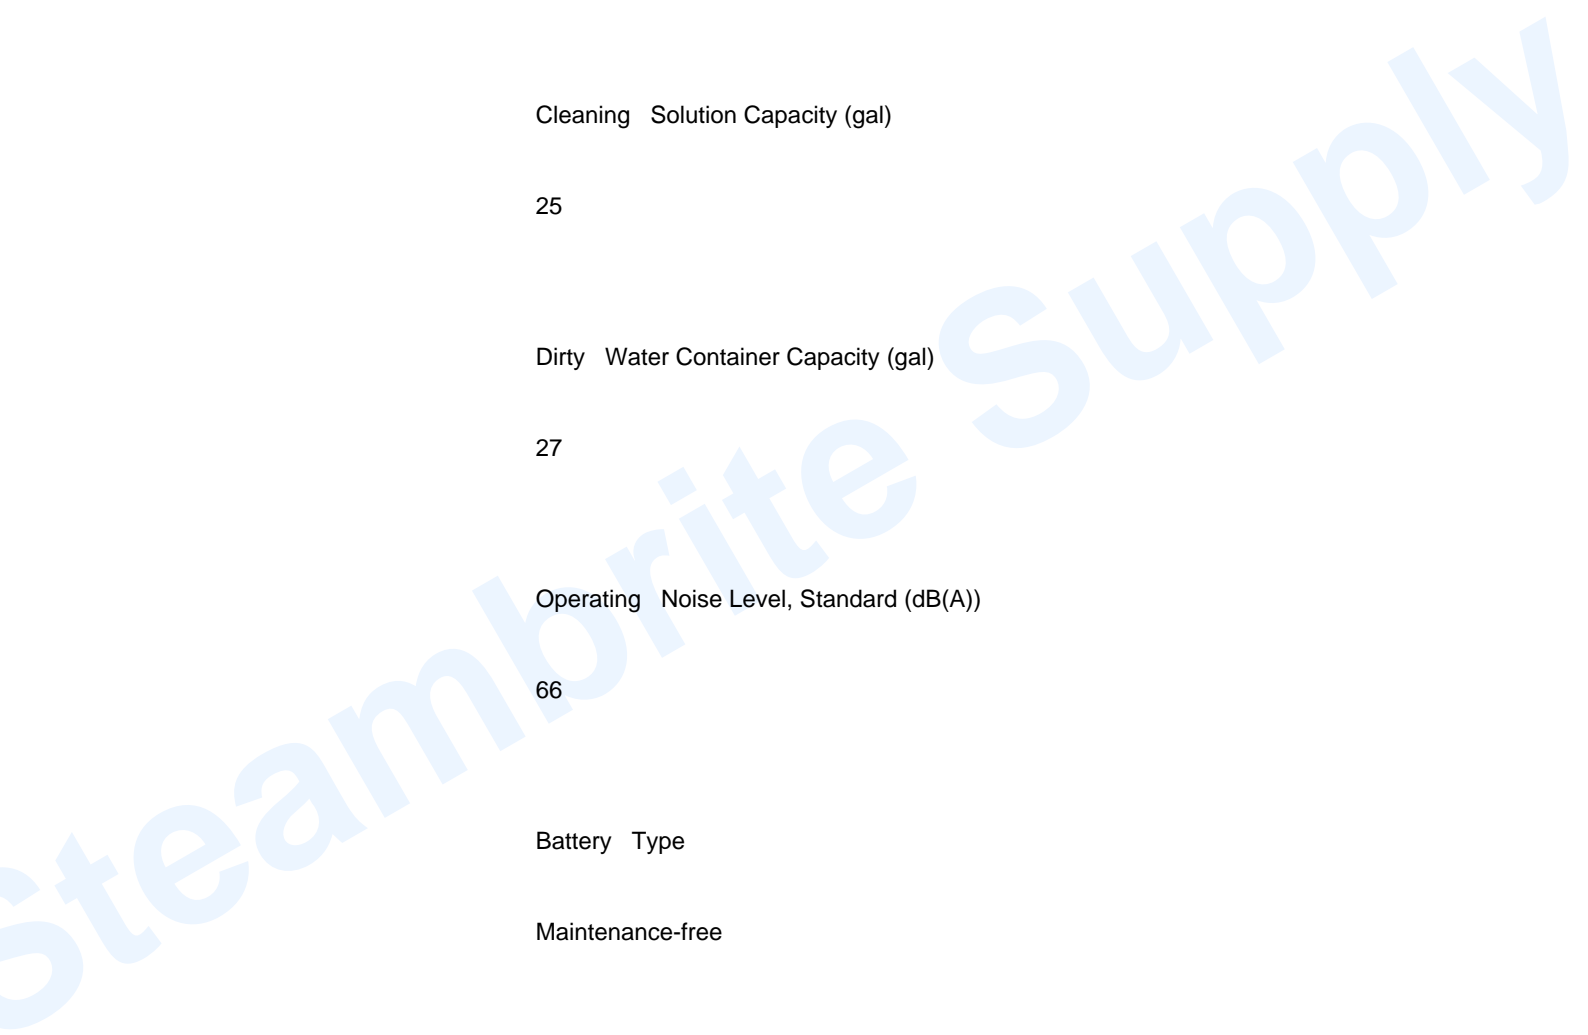 Cleaning   Solution Capacity (gal)
25
Dirty   Water Container Capacity (gal)
27
Operating   Noise Level, Standard (dB(A))
66
Battery   Type
Maintenance-free
Steambrite Supply